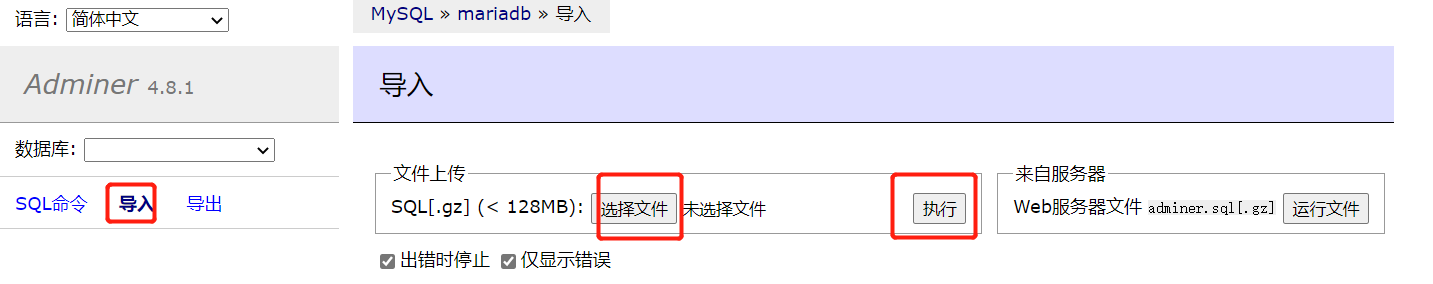 语言: 简体中文
MySQL » mariadb » 导入
Adminer 4.8.1
导入
数据库:
SQL命令 导入 导出
文件上传
SQL[.gz] (< 128MB): 选择文件 未选择文件 执行
来自服务器
Web服务器文件 adminer.sql[.gz] 运行文件
出错时停止 仅显示错误